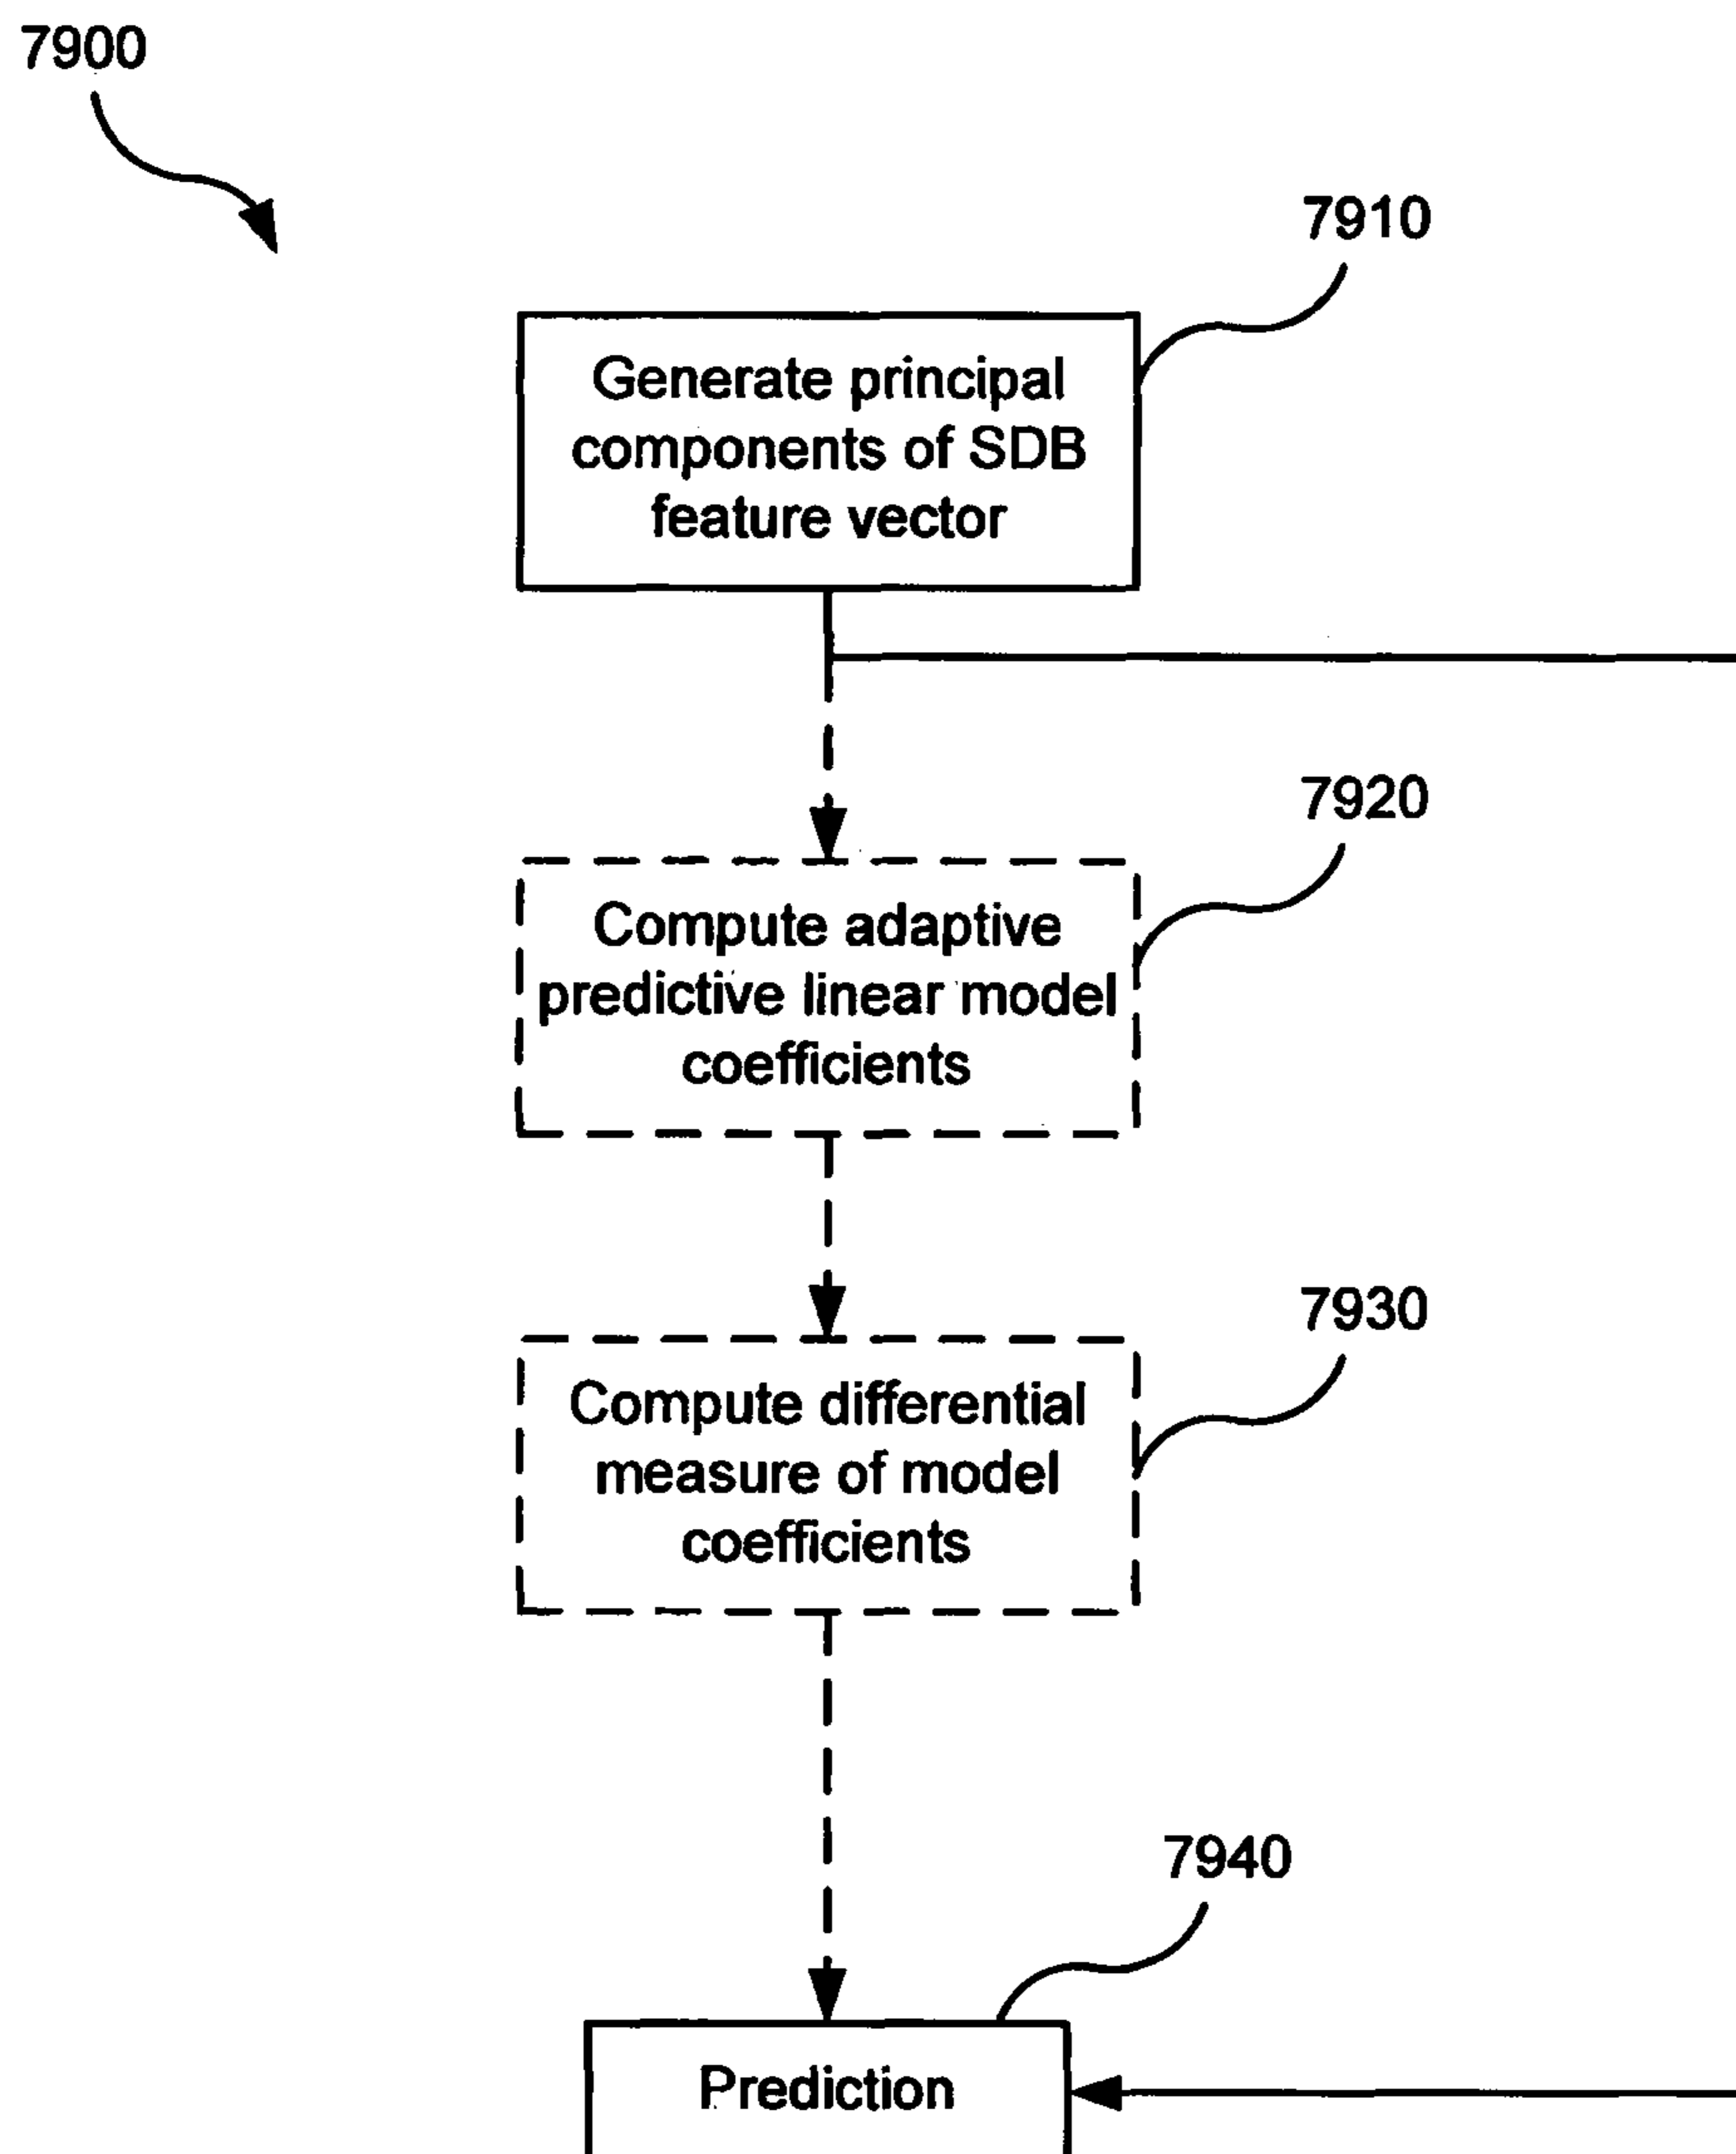 7900
7910
Generate principal
components of SDB
feature vector
7920
Compute adaptive
predictive linear model
coefficients
7930
Compute differential
measure of model
coefficients
7940
Prediction